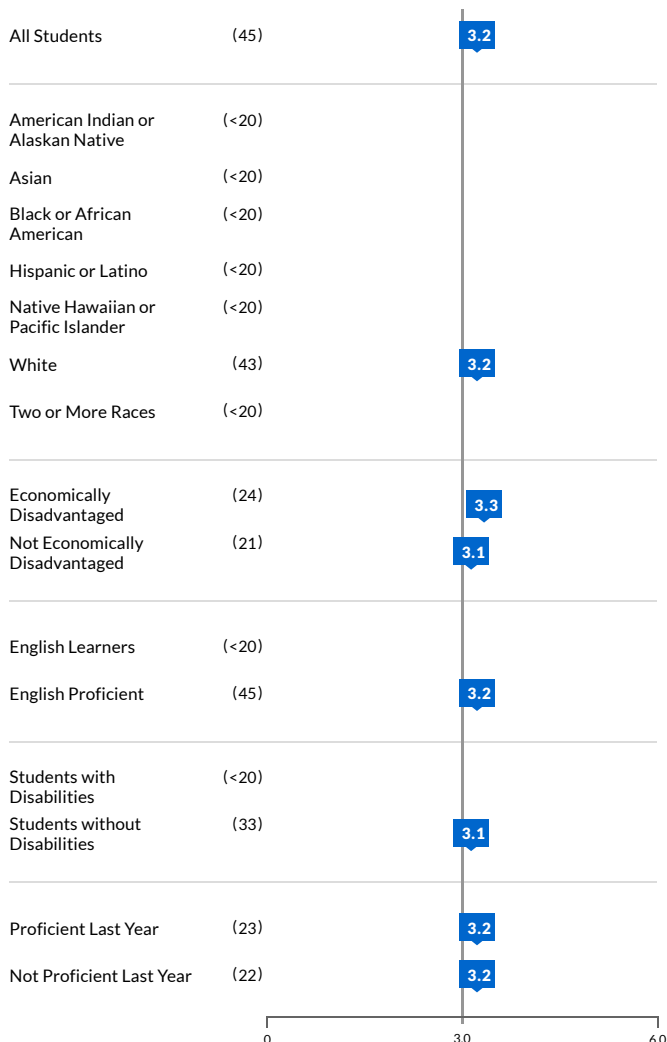 All Students (45) 3.2
American Indian or (<20)
Alaskan Native
Asian (<20)
Black or African (<20)
American
Hispanic or Latino (<20)
Native Hawaiian or (<20)
Pacific Islander
White (43) 3.2
Two or More Races (<20)
Economically (24) 3.3
Disadvantaged
Not Economically (21) 3.1
Disadvantaged
English Learners (<20)
English Proficient (45) 3.2
Students with (<20)
Disabilities
Students without (33) 3.1
Disabilities
Proficient Last Year (23) 3.2
Not Proficient Last Year (22) 3.2
0 3.0 6.0